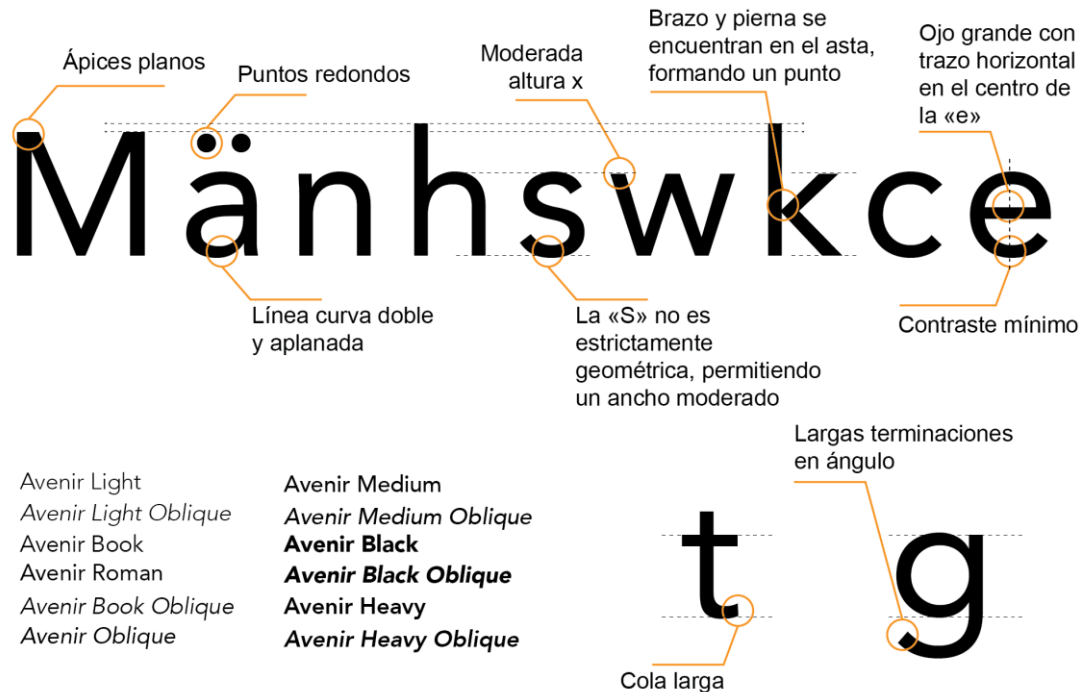 Ápices planos
Puntos redondos
Moderada
altura x
Brazo y pierna se
encuentran en el asta,
formando un punto
Ojo grande con
trazo horizontal
en el centro de
la «e»
Mänhswkce
Línea curva doble
y aplanada
La «S» no es
estrictamente
geométrica, permitiendo
un ancho moderado
Contraste mínimo
Avenir Light
Avenir Light Oblique
Avenir Book
Avenir Roman
Avenir Book Oblique
Avenir Oblique
Avenir Medium
Avenir Medium Oblique
Avenir Black
Avenir Black Oblique
Avenir Heavy
Avenir Heavy Oblique
Largas terminaciones
en ángulo
t g
Cola larga